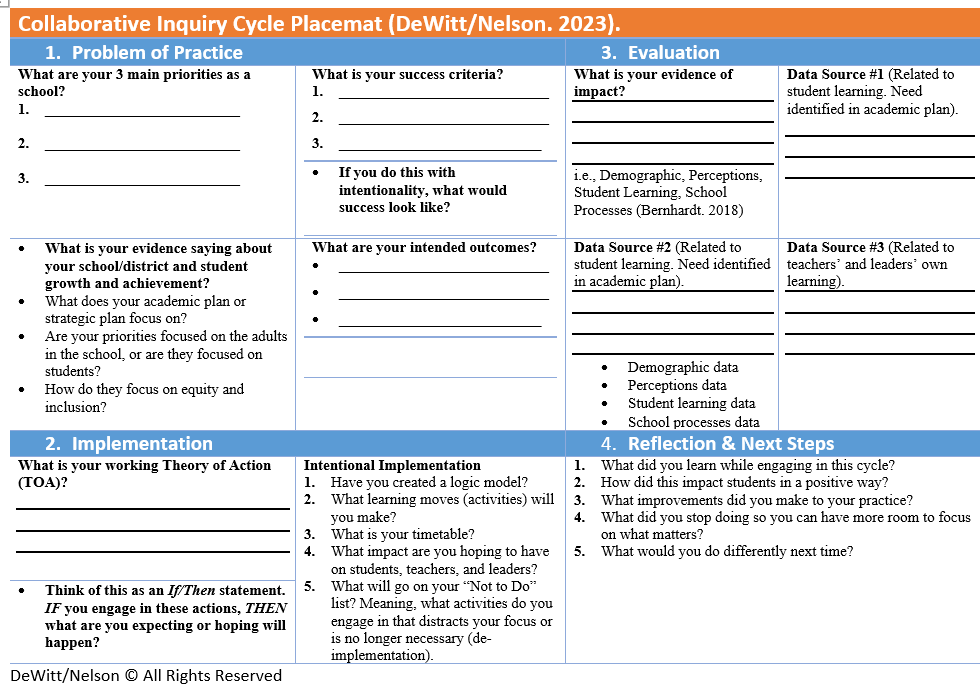 Collaborative Inquiry Cycle Placemat (DeWitt/Nelson. 2023).
1. Problem of Practice
What are your 3 main priorities as a
school?
1.
2.
3.
What is your success criteria?
1.
2.
3.
• If you do this with
intentionality, what would
success look like?
• What is your evidence saying about
your school/district and student
growth and achievement?
• What does your academic plan or
strategic plan focus on?
• Are your priorities focused on the adults
in the school, or are they focused on
students?
• How do they focus on equity and
inclusion?
What are your intended outcomes?
•
•
•
3. Evaluation
What is your evidence of
impact?
i.e., Demographic, Perceptions,
Student Learning, School
Processes (Bernhardt. 2018)
Data Source #1 (Related to
student learning. Need
identified in academic plan).
Data Source #2 (Related to
student learning. Need identified
in academic plan).
• Demographic data
• Perceptions data
• Student learning data
• School processes data
Data Source #3 (Related to
teachers’ and leaders’ own
learning).
2. Implementation
What is your working Theory of Action
(TOA)?
• Think of this as an If/Then statement.
IF you engage in these actions, THEN
what are you expecting or hoping will
happen?
Intentional Implementation
1. Have you created a logic model?
2. What learning moves (activities) will
you make?
3. What is your timetable?
4. What impact are you hoping to have
on students, teachers, and leaders?
5. What will go on your “Not to Do”
list? Meaning, what activities do you
engage in that distracts your focus or
is no longer necessary (de-
implementation).
4. Reflection & Next Steps
1. What did you learn while engaging in this cycle?
2. How did this impact students in a positive way?
3. What improvements did you make to your practice?
4. What did you stop doing so you can have more room to focus
on what matters?
5. What would you do differently next time?
DeWitt/Nelson © All Rights Reserved